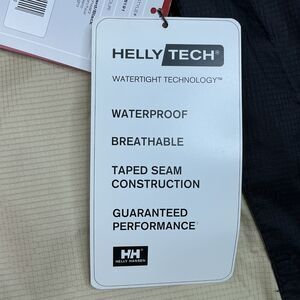 HELLY TECH®
WATERTIGHT TECHNOLOGY™
WATERPROOF
BREATHABLE
TAPED SEAM
CONSTRUCTION
GUARANTEED
PERFORMANCE
HH
HELLY HANSEN